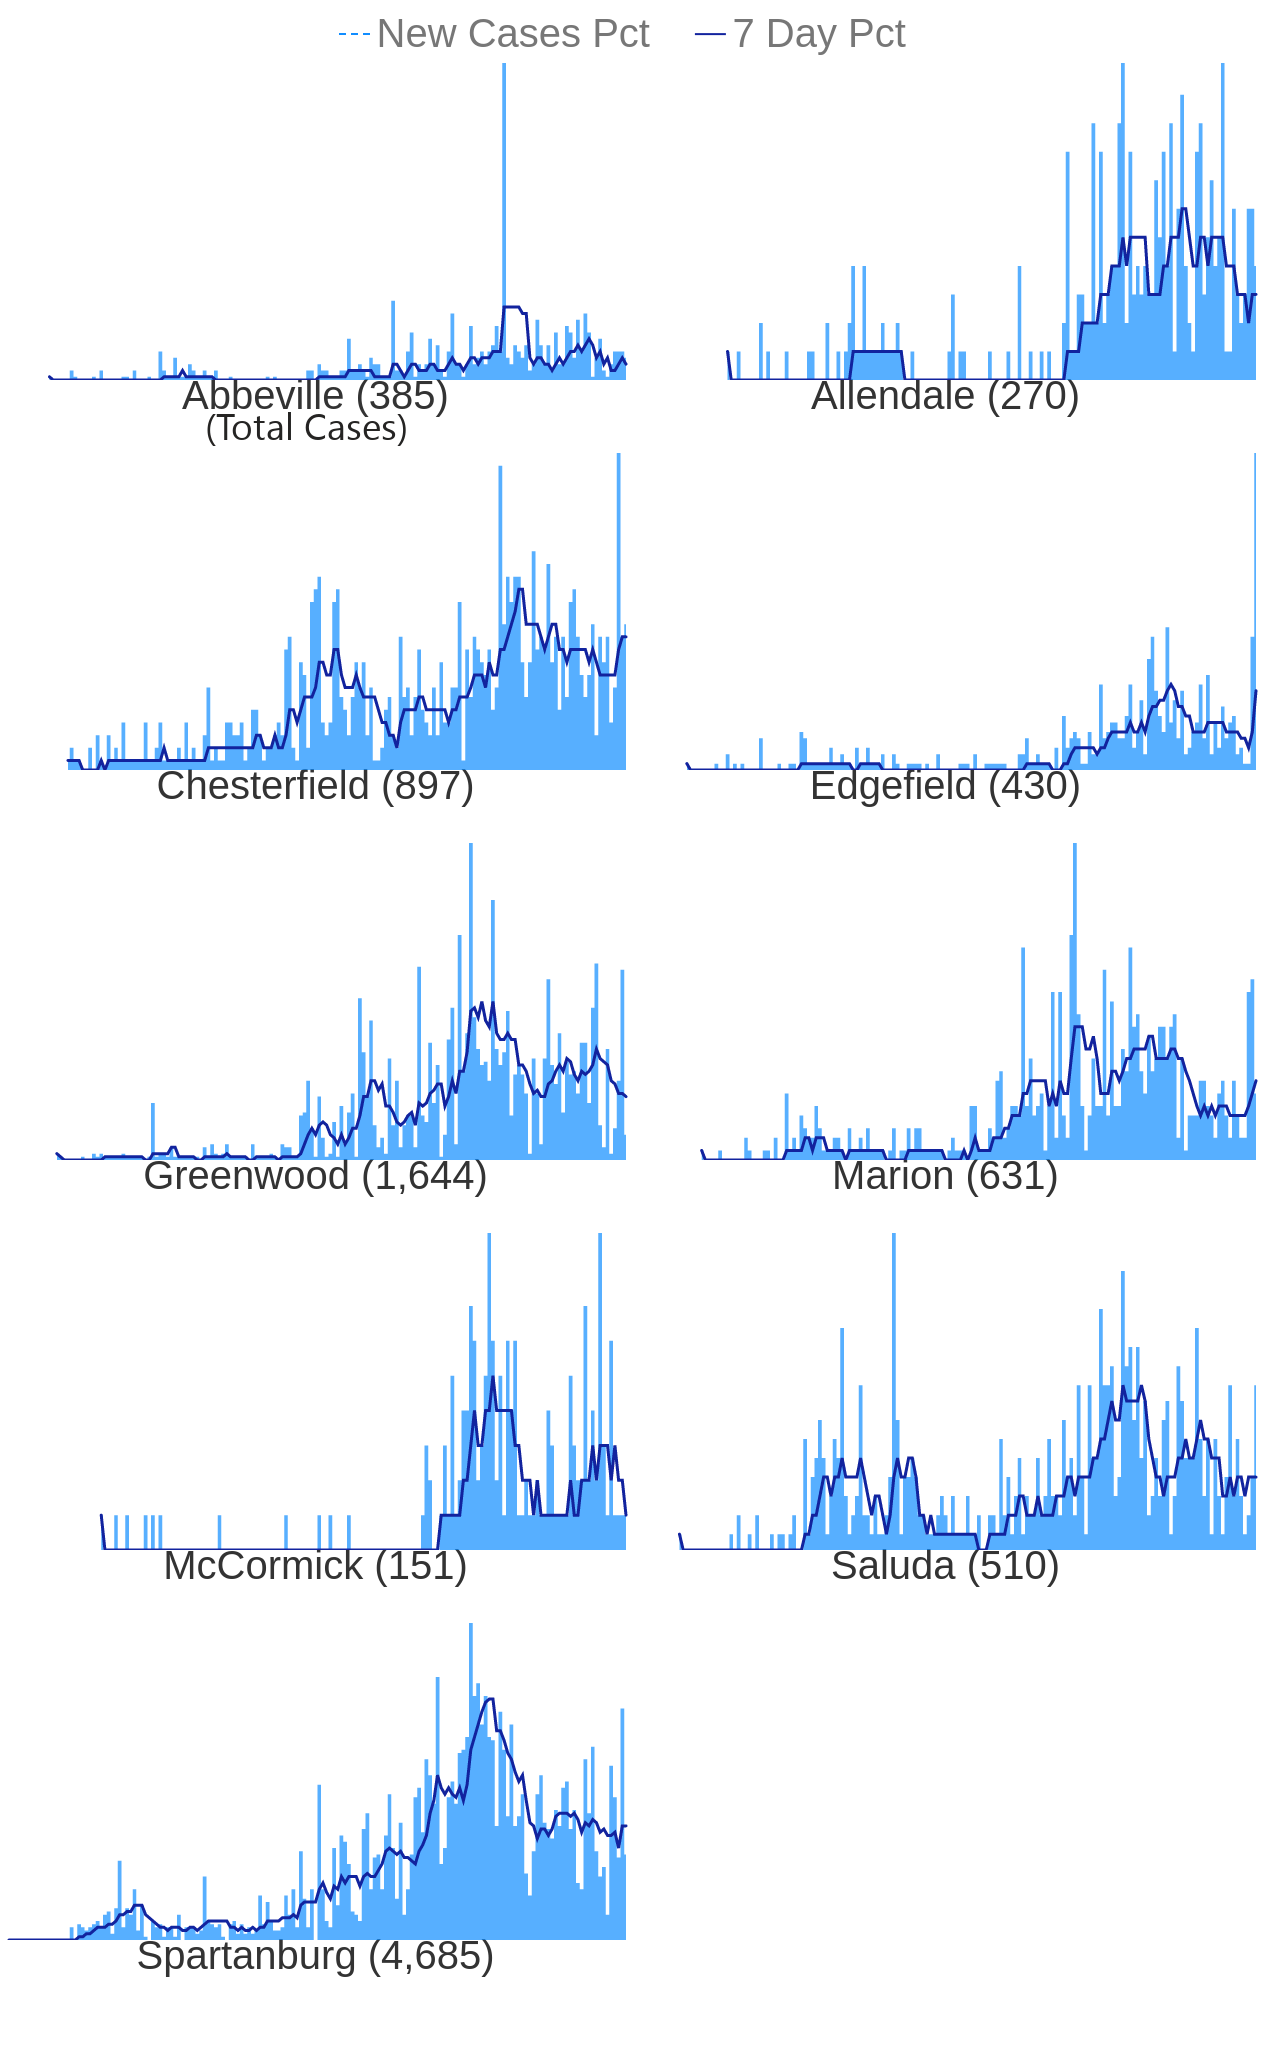 New Cases Pct 7 Day Pct
Abbeville (385) Allendale (270)
(Total Cases)
Chesterfield (897) Edgefield (430)
Greenwood (1,644) Marion (631)
McCormick (151) Saluda (510)
Spartanburg (4,685)